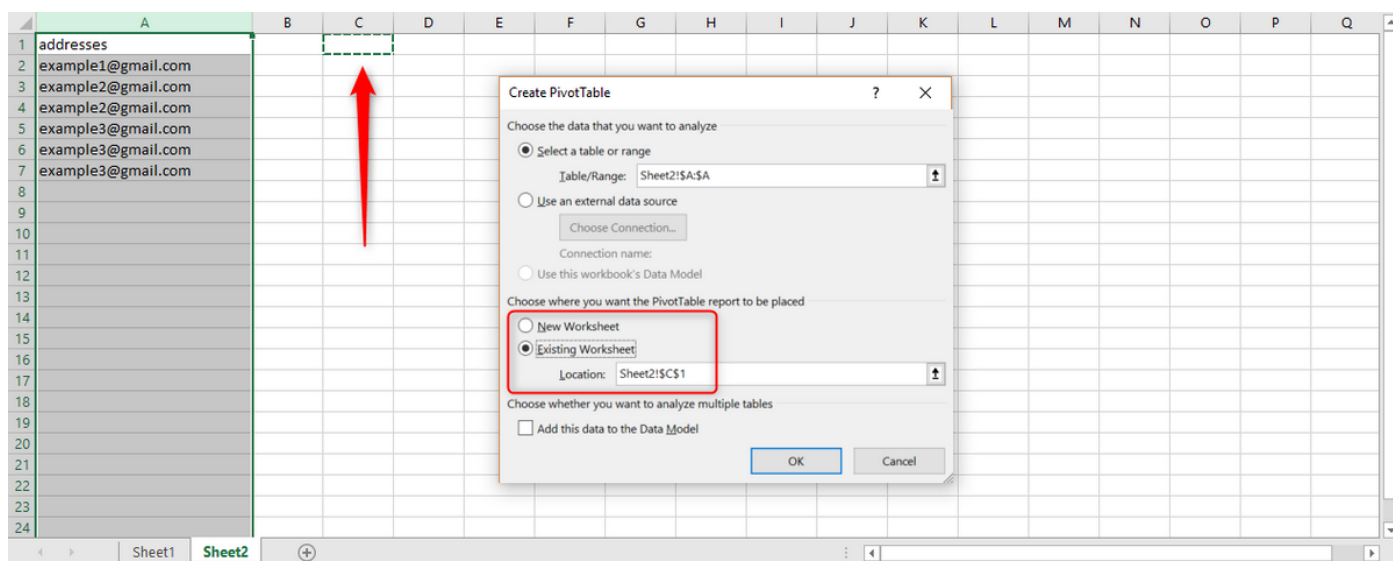 A B C D E F G H I J K L M N O P Q
1 addresses
2 example1@gmail.com
3 example2@gmail.com
4 example2@gmail.com
5 example3@gmail.com
6 example3@gmail.com
7 example3@gmail.com
8
9
10
11
12
13
14
15
16
17
18
19
20
21
22
23
24
Create PivotTable ?
Choose the data that you want to analyze
Select a table or range
Table/Range: Sheet2!$A:$A
Use an external data source
Choose Connection...
Connection name:
Use this workbook's Data Model
Choose where you want the PivotTable report to be placed
New Worksheet
Existing Worksheet
Location: Sheet2!$C$1
Choose whether you want to analyze multiple tables
Add this data to the Data Model
OK Cancel
Sheet1 Sheet2